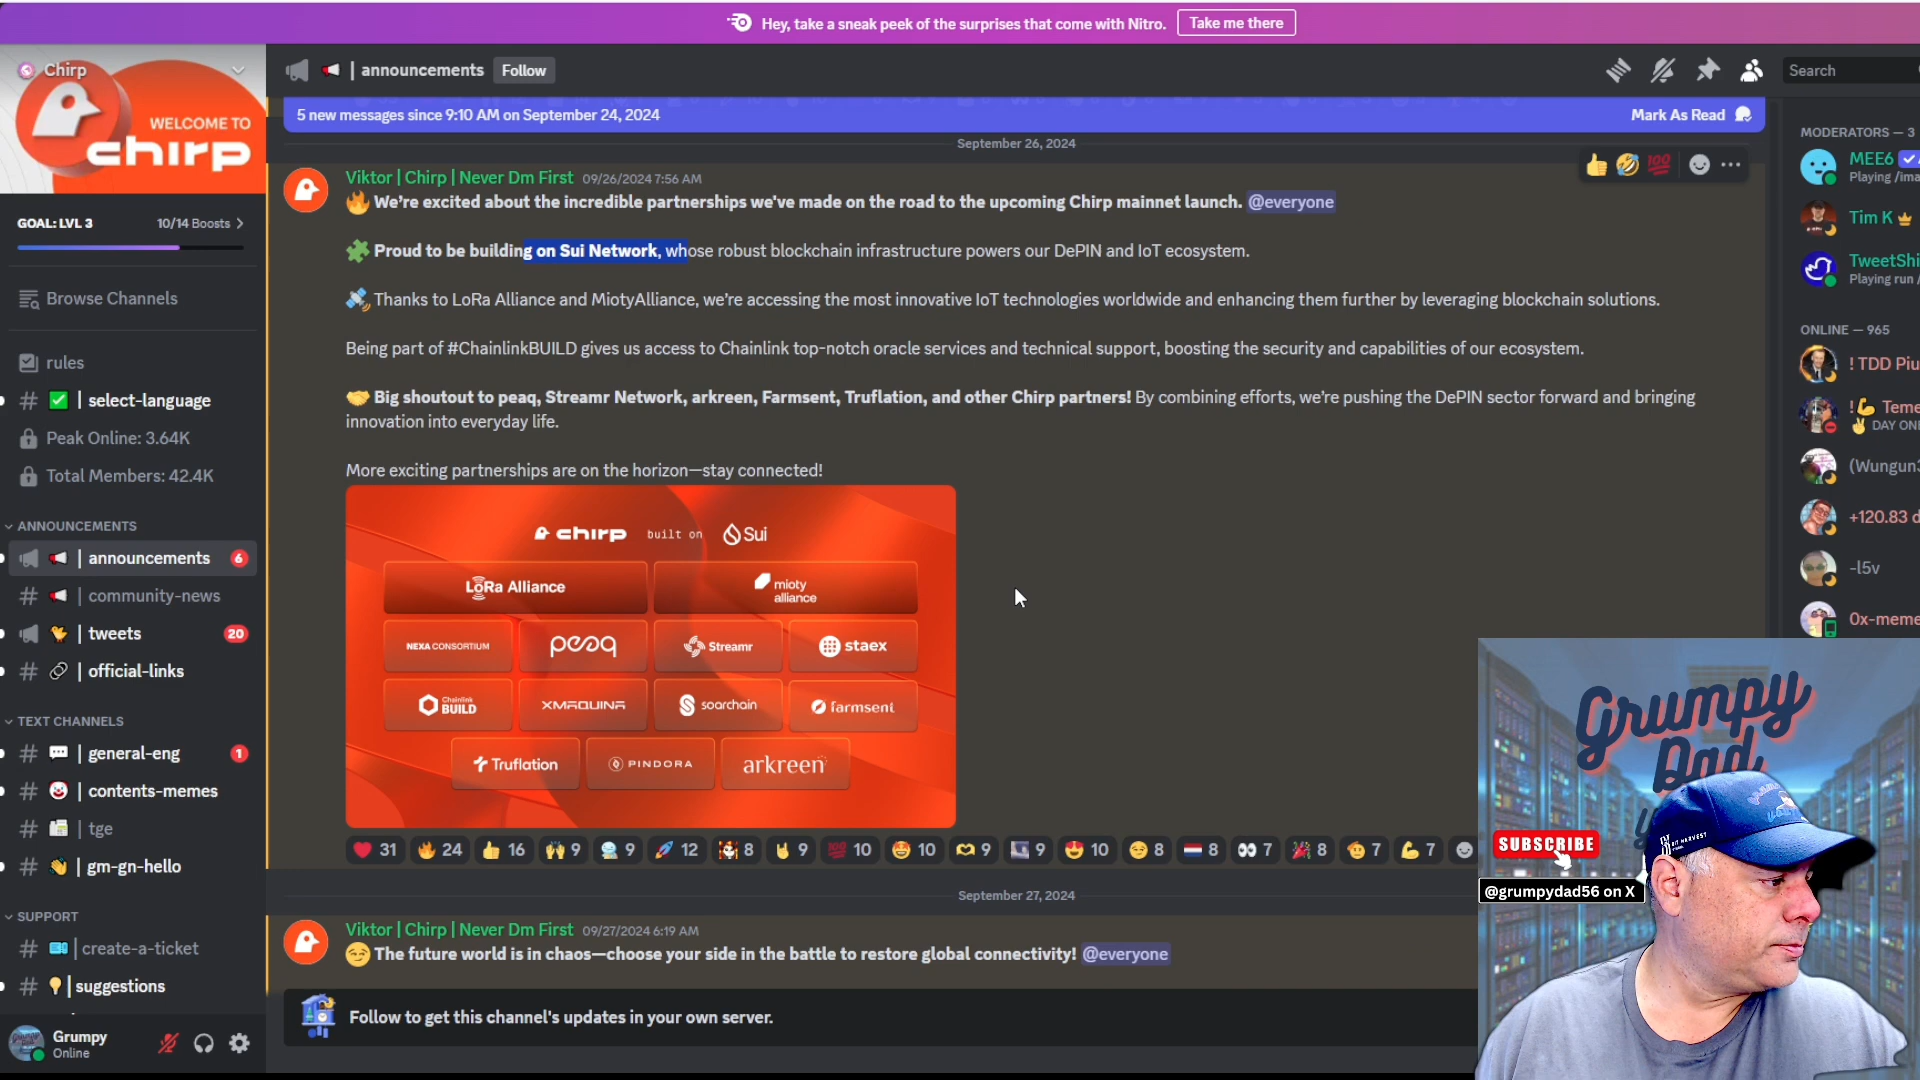 Hey, take a sneak peek of the surprises that come with Nitro. Take me there
Chirp
WELCOME TO
chirp
GOAL: LVL 3 10/14 Boosts
Browse Channels
rules
# | select-language
Peak Online: 3.64K
Total Members: 42.4K
ANNOUNCEMENTS
| announcements 6
# | community-news
| tweets 20
# | official-links
TEXT CHANNELS
# | general-eng 1
# | contents-memes
# | tge
# | gm-gn-hello
SUPPORT
# | create-a-ticket
# | suggestions
Grumpy
Online
| announcements Follow
Search
5 new messages since 9:10 AM on September 24, 2024 Mark As Read
September 26, 2024
Viktor | Chirp | Never Dm First 09/26/2024 7:56 AM
We're excited about the incredible partnerships we've made on the road to the upcoming Chirp mainnet launch. @everyone
Proud to be building on Sui Network, whose robust blockchain infrastructure powers our DePIN and IoT ecosystem.
Thanks to LoRa Alliance and MiotyAlliance, we're accessing the most innovative IoT technologies worldwide and enhancing them further by leveraging blockchain solutions.
Being part of #ChainlinkBUILD gives us access to Chainlink top-notch oracle services and technical support, boosting the security and capabilities of our ecosystem.
Big shoutout to peaq, Streamr Network, arkreen, Farmsent, Truflation, and other Chirp partners! By combining efforts, we're pushing the DePIN sector forward and bringing
innovation into everyday life.
More exciting partnerships are on the horizon—stay connected!
chirp built on Sui
LoRa Alliance
mioty
alliance
NEXA CONSORTIUM peaq Streamr staex
Chainlink
BUILD
XMAQUINA soarchain farmsent
Truflation PINDORA arkreen
31 24 16 9 9 12 8 9 10 10 9 9 10 8 8 7 8 7 7
September 27, 2024
Viktor | Chirp | Never Dm First 09/27/2024 6:19 AM
The future world is in chaos—choose your side in the battle to restore global connectivity! @everyone
Follow to get this channel's updates in your own server.
MODERATORS — 3
MEE6
Playing /ima
Tim K
TweetShi
Playing run /
ONLINE — 965
! TDD Piu
! Teme
DAY ONE
(Wungun3
+120.83 d
-l5v
0x-meme
Grumpy
Dad
SUBSCRIBE
@grumpydad56 on X